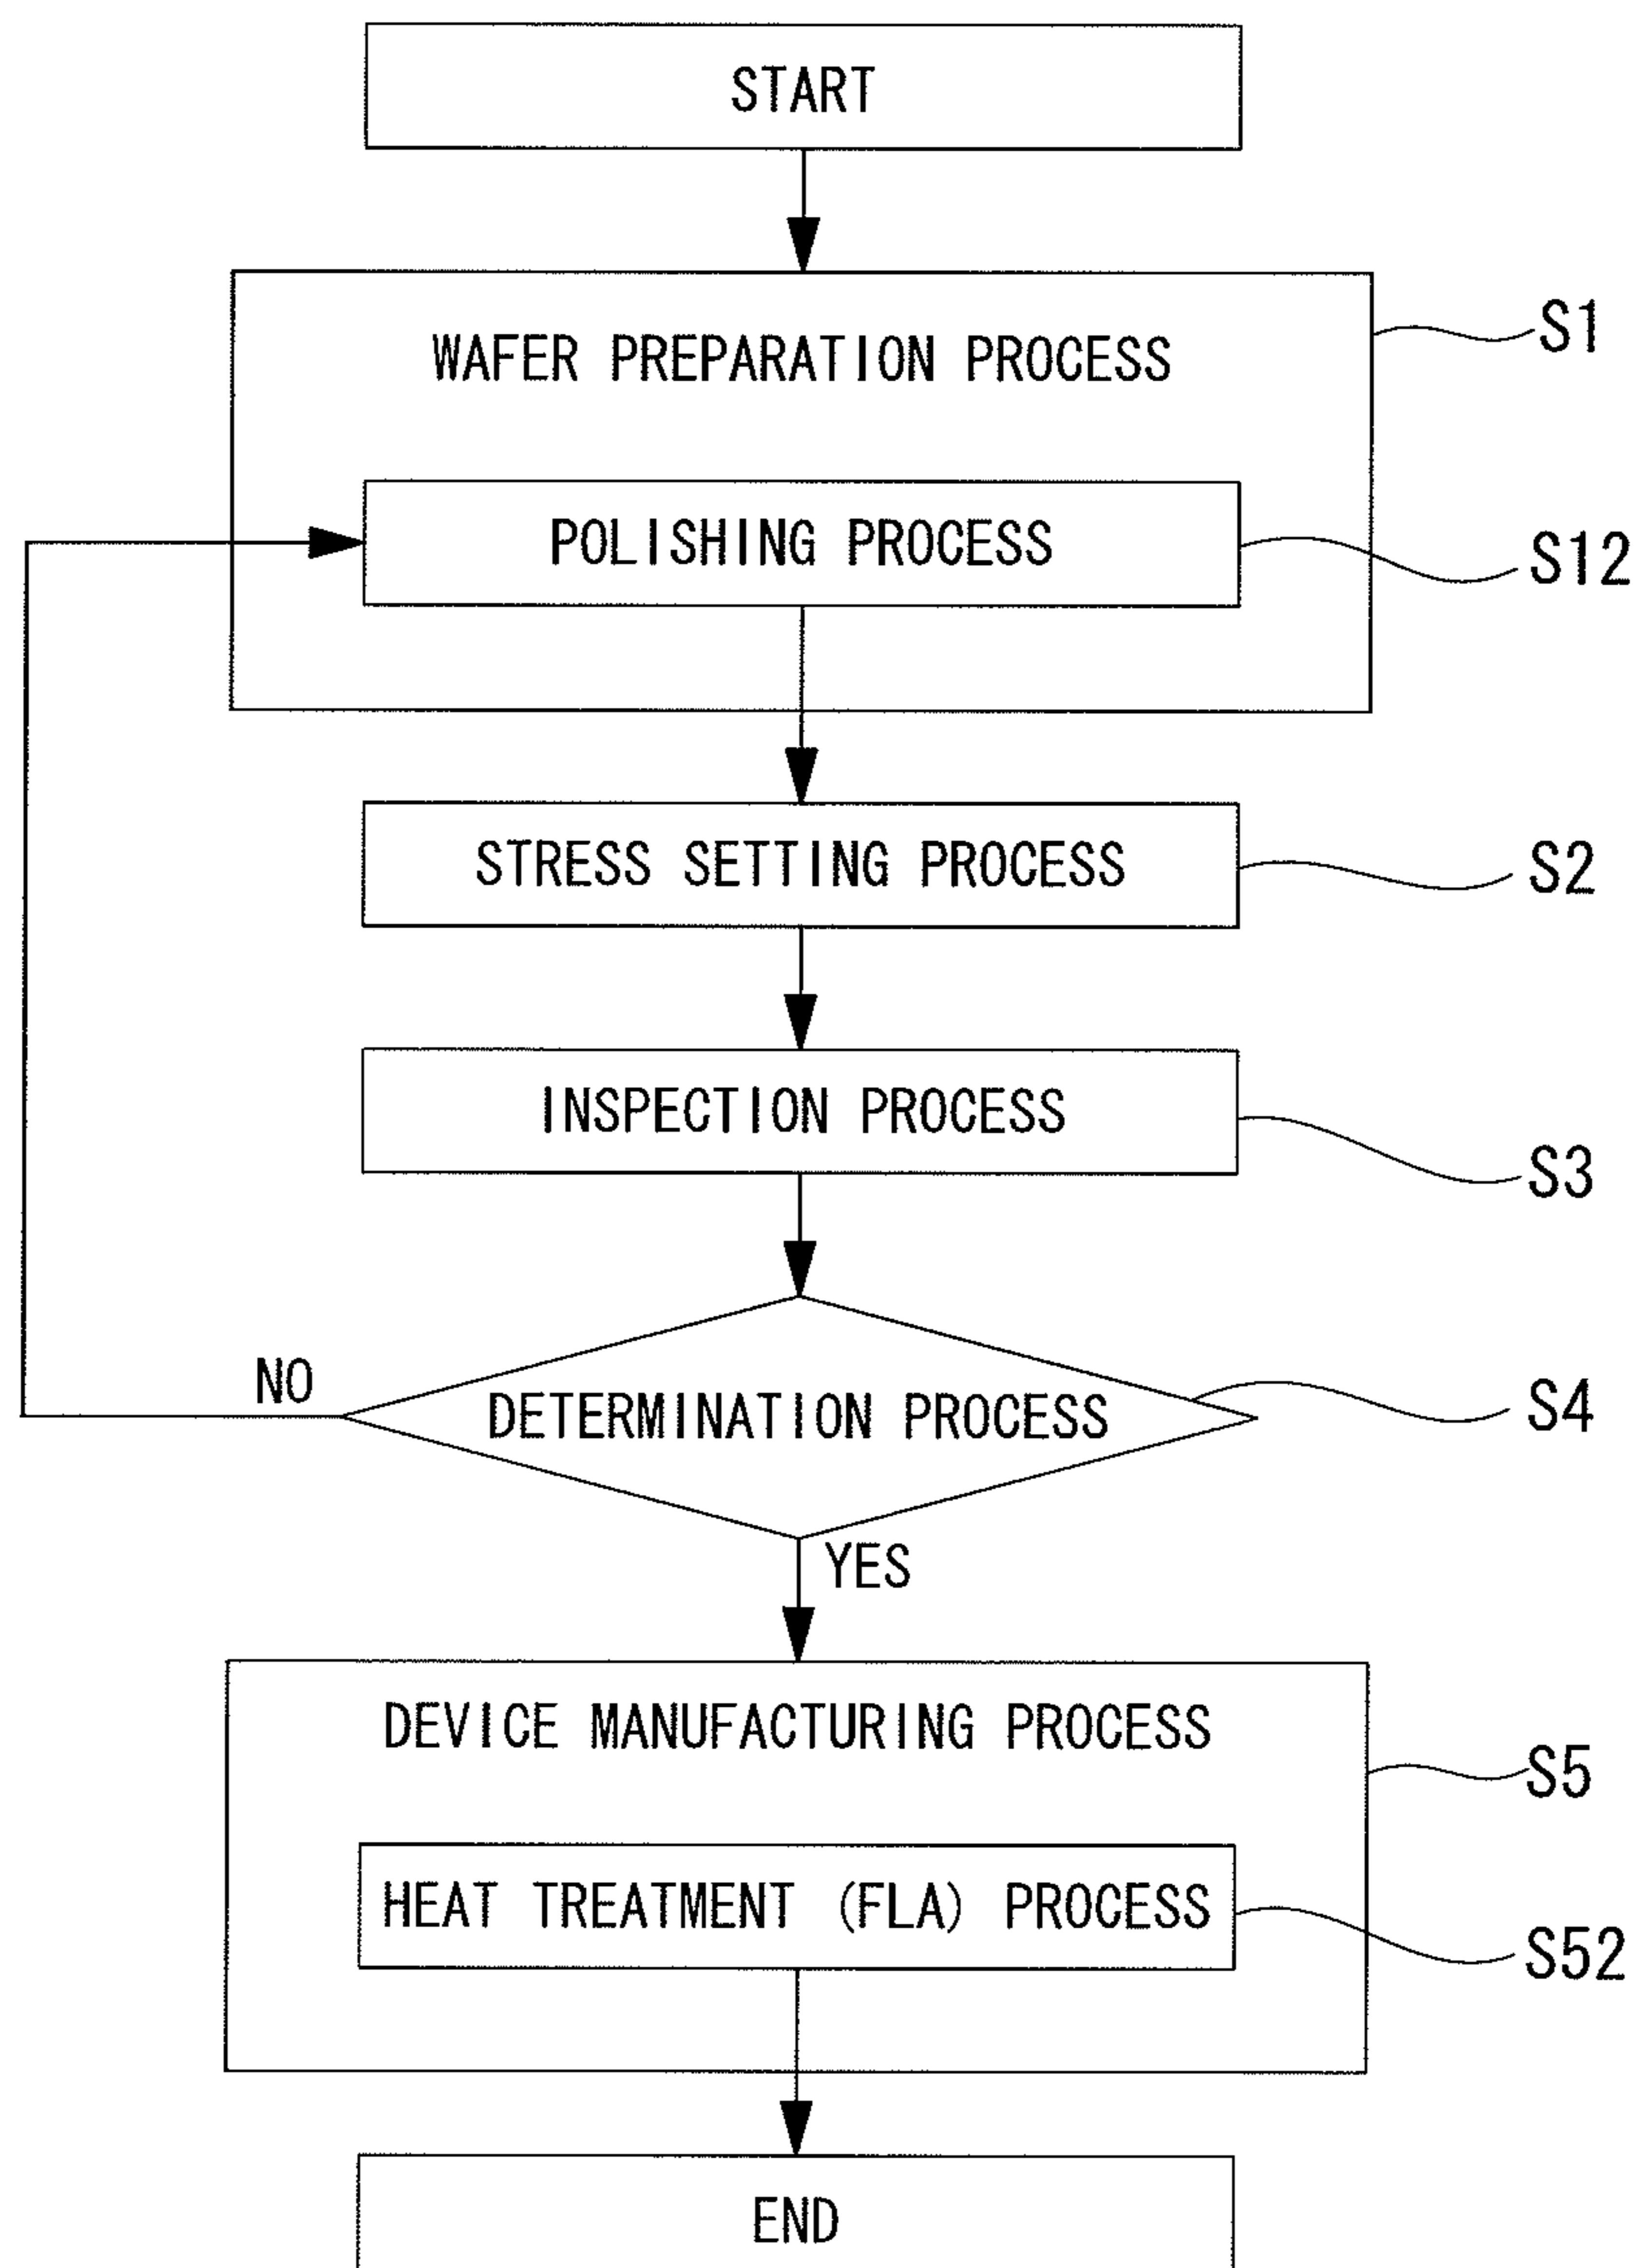 START
WAFER PREPARATION PROCESS
S1
POLISHING PROCESS
S12
STRESS SETTING PROCESS
S2
INSPECTION PROCESS
S3
NO
DETERMINATION PROCESS
S4
YES
DEVICE MANUFACTURING PROCESS
S5
HEAT TREATMENT (FLA) PROCESS
S52
END